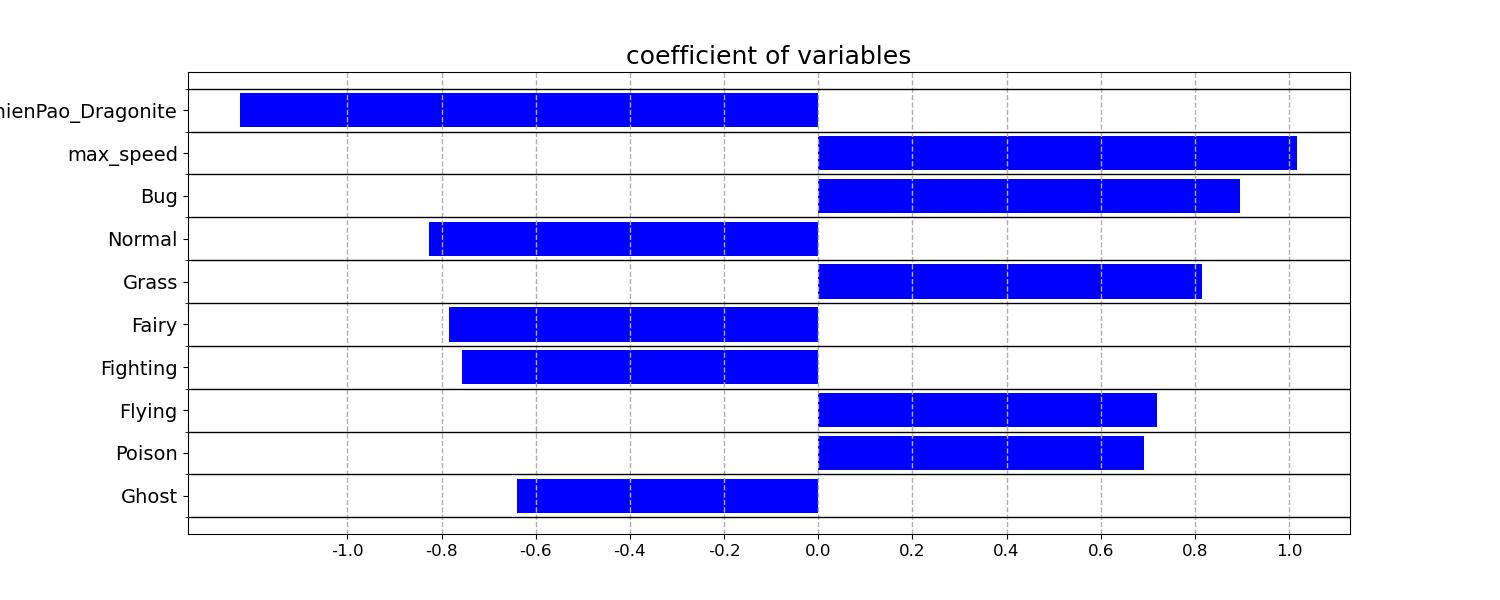 coefficient of variables
nienPao_Dragonite
max_speed
Bug
Normal
Grass
Fairy
Fighting
Flying
Poison
Ghost
-1.0 -0.8 -0.6 -0.4 -0.2 0.0 0.2 0.4 0.6 0.8 1.0